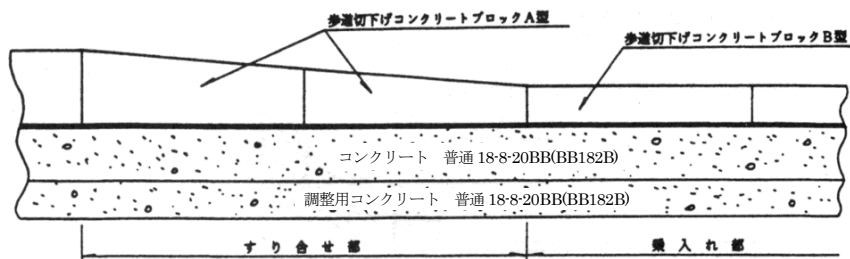 歩道切下げコンクリートブロックA型
歩道切下げコンクリートブロックB型
コンクリート 普通 18-8-20BB(BB182B)
調整用コンクリート 普通 18-8-20BB(BB182B)
すり合せ部
乗入れ部